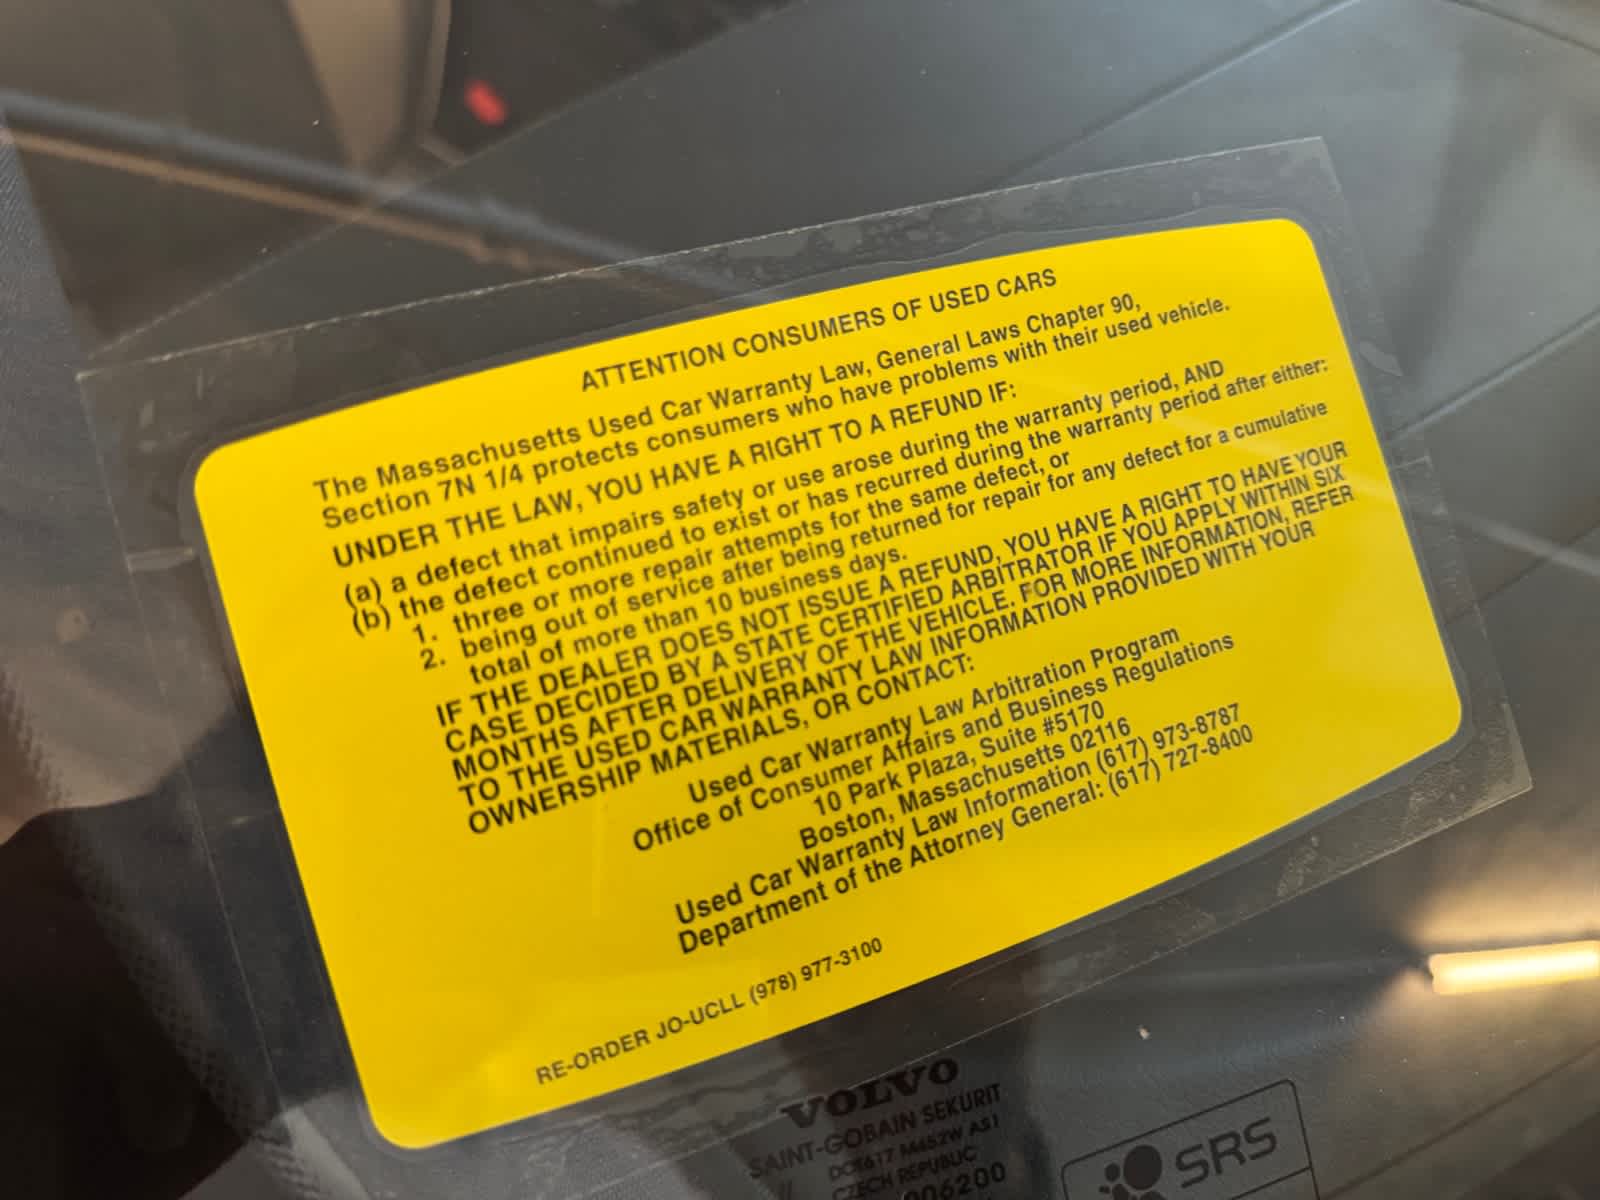 ATTENTION CONSUMERS OF USED CARS
The Massachusetts Used Car Warranty Law, General Laws Chapter 90,
Section 7N 1/4 protects consumers who have problems with their used vehicle.
UNDER THE LAW, YOU HAVE A RIGHT TO A REFUND IF:
(a) a defect that impairs safety or use arose during the warranty period, AND
(b) the defect continued to exist or has recurred during the warranty period after either:
1. three or more repair attempts for the same defect, or
2. being out of service after being returned for repair for any defect for a cumulative
total of more than 10 business days.
IF THE DEALER DOES NOT ISSUE A REFUND, YOU HAVE A RIGHT TO HAVE YOUR
CASE DECIDED BY A STATE CERTIFIED ARBITRATOR IF YOU APPLY WITHIN SIX
MONTHS AFTER DELIVERY OF THE VEHICLE. FOR MORE INFORMATION, REFER
TO THE USED CAR WARRANTY LAW INFORMATION PROVIDED WITH YOUR
OWNERSHIP MATERIALS, OR CONTACT:
Used Car Warranty Law Arbitration Program
Office of Consumer Affairs and Business Regulations
10 Park Plaza, Suite #5170
Boston, Massachusetts 02116
Used Car Warranty Law Information (617) 973-8787
Department of the Attorney General: (617) 727-8400
RE-ORDER JO-UCLL (978) 977-3100
VOLVO
SAINT-GOBAIN SEKURIT
DOT617 M452W AS1
CZECH REPUBLIC
006200
SRS